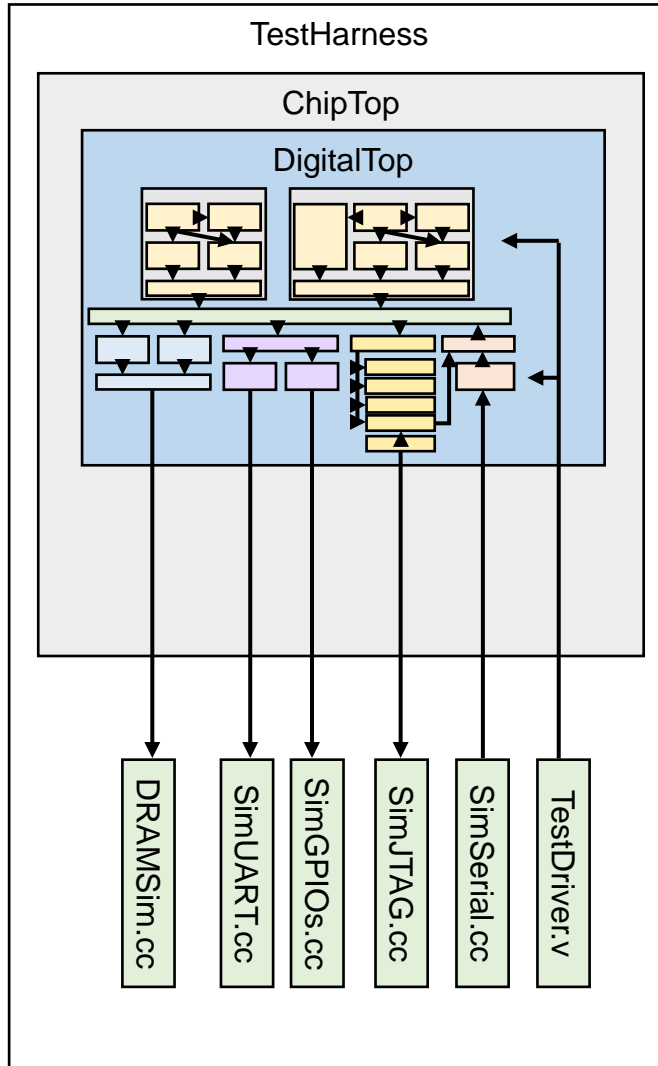 TestHarness
ChipTop
DigitalTop
DRAMSim.cc
SimUART.cc
SimGPIOs.cc
SimJTAG.cc
SimSerial.cc
TestDriver.v